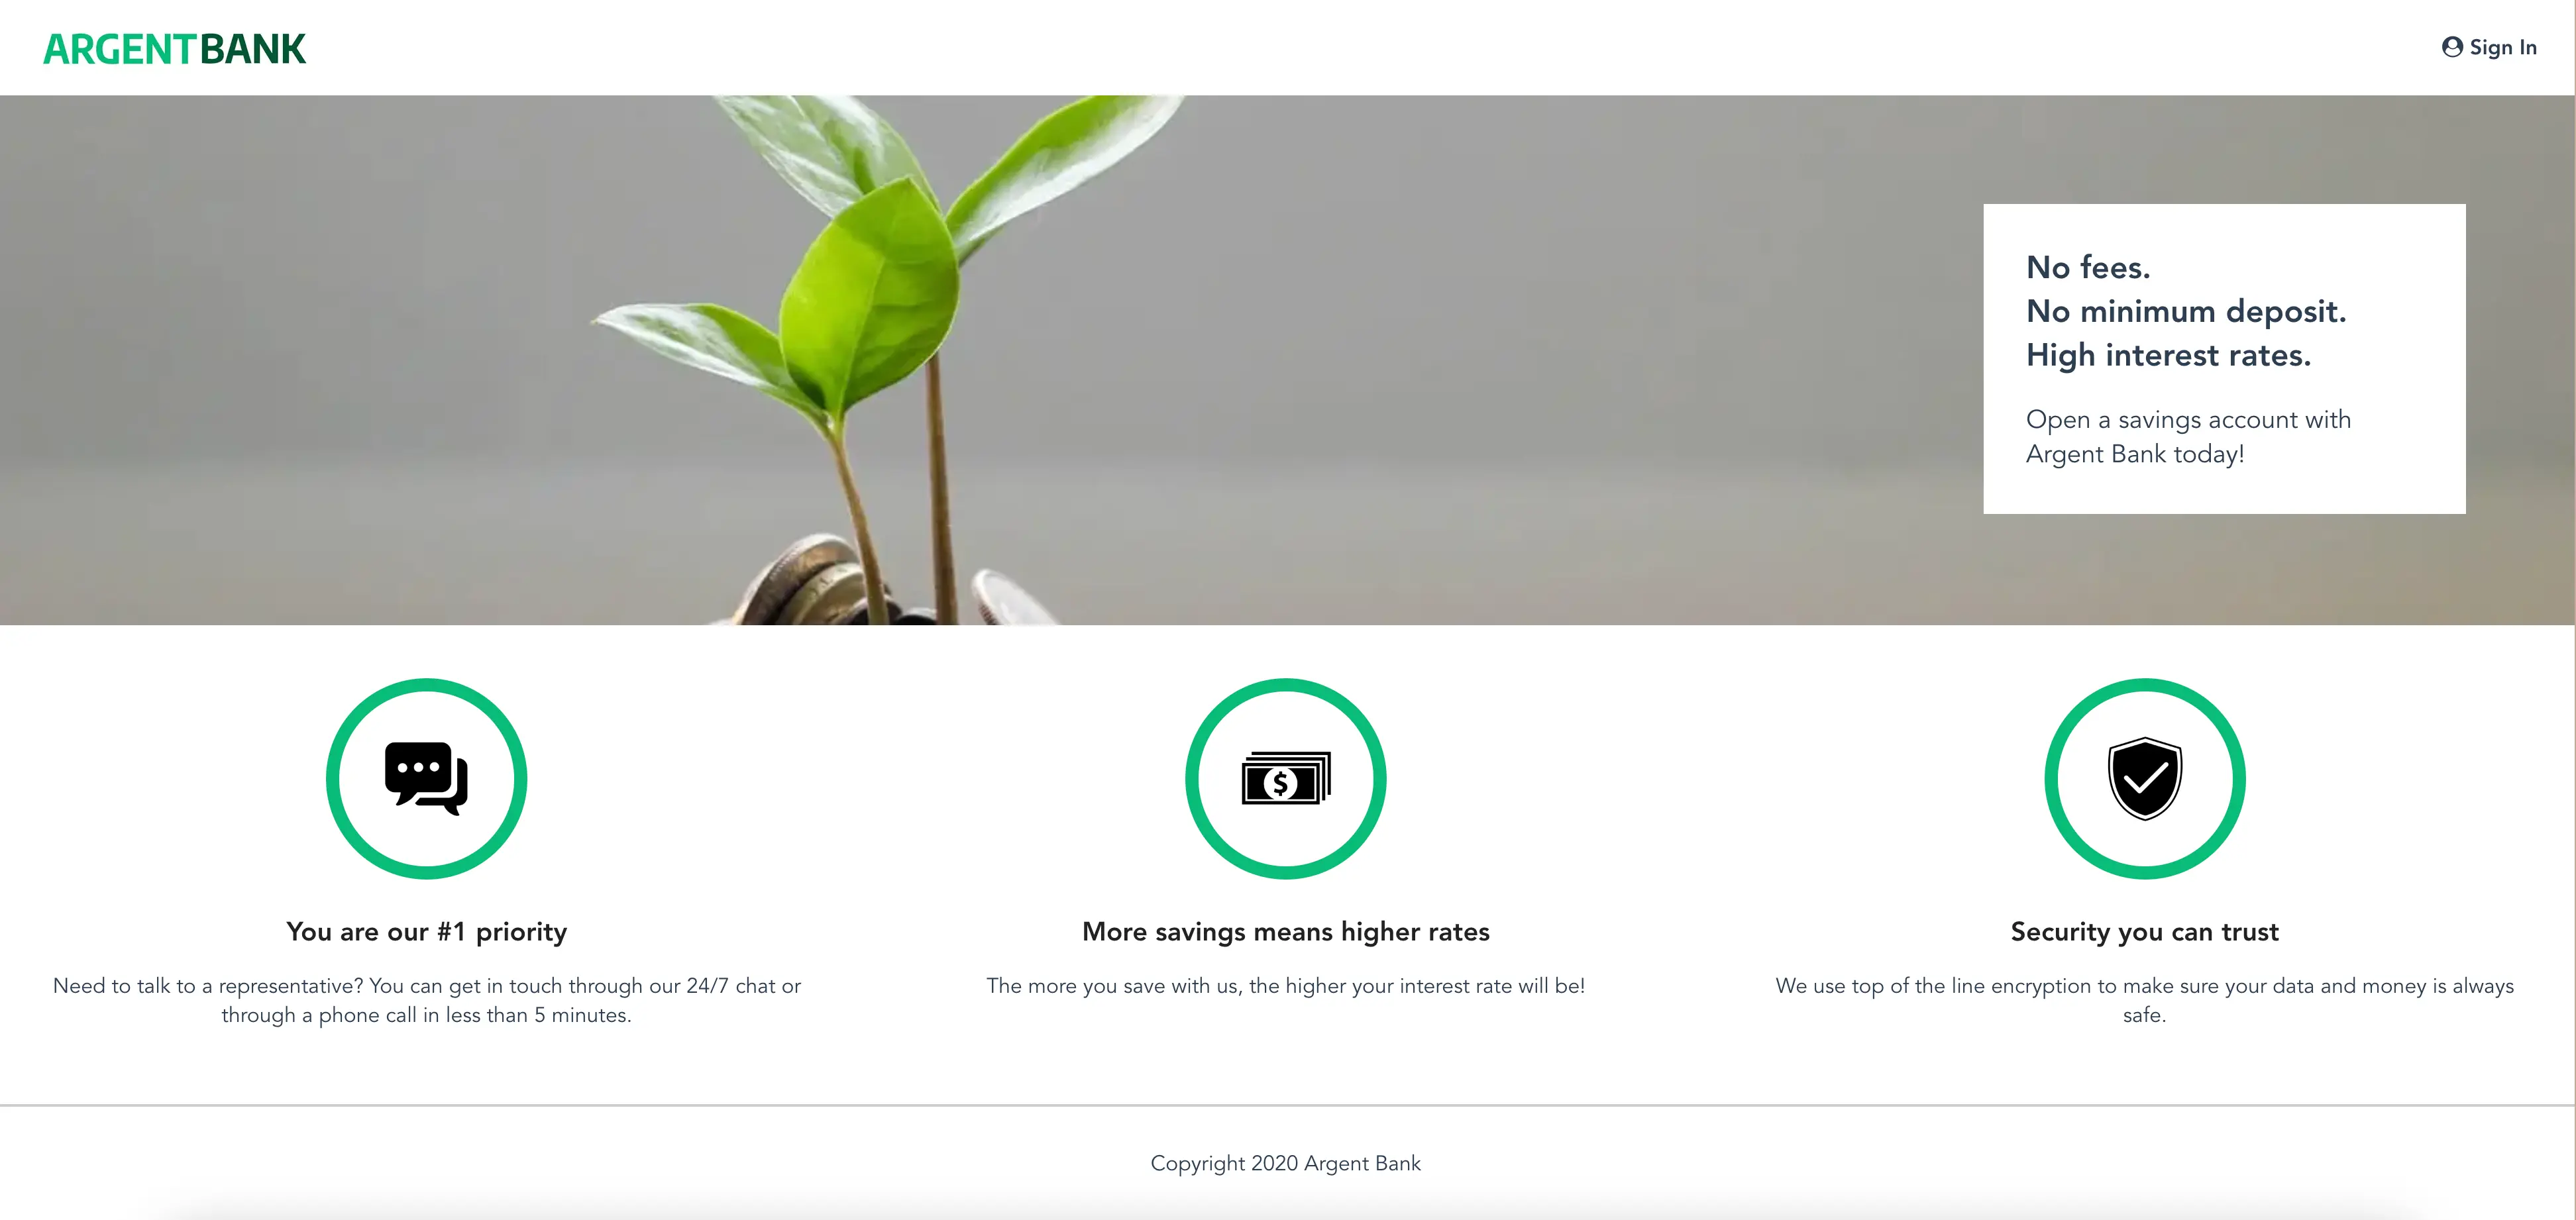 ARGENTBANK
Sign In
No fees.
No minimum deposit.
High interest rates.
Open a savings account with
Argent Bank today!
$
You are our #1 priority
Need to talk to a representative? You can get in touch through our 24/7 chat or
through a phone call in less than 5 minutes.
More savings means higher rates
The more you save with us, the higher your interest rate will be!
Security you can trust
We use top of the line encryption to make sure your data and money is always
safe.
Copyright 2020 Argent Bank